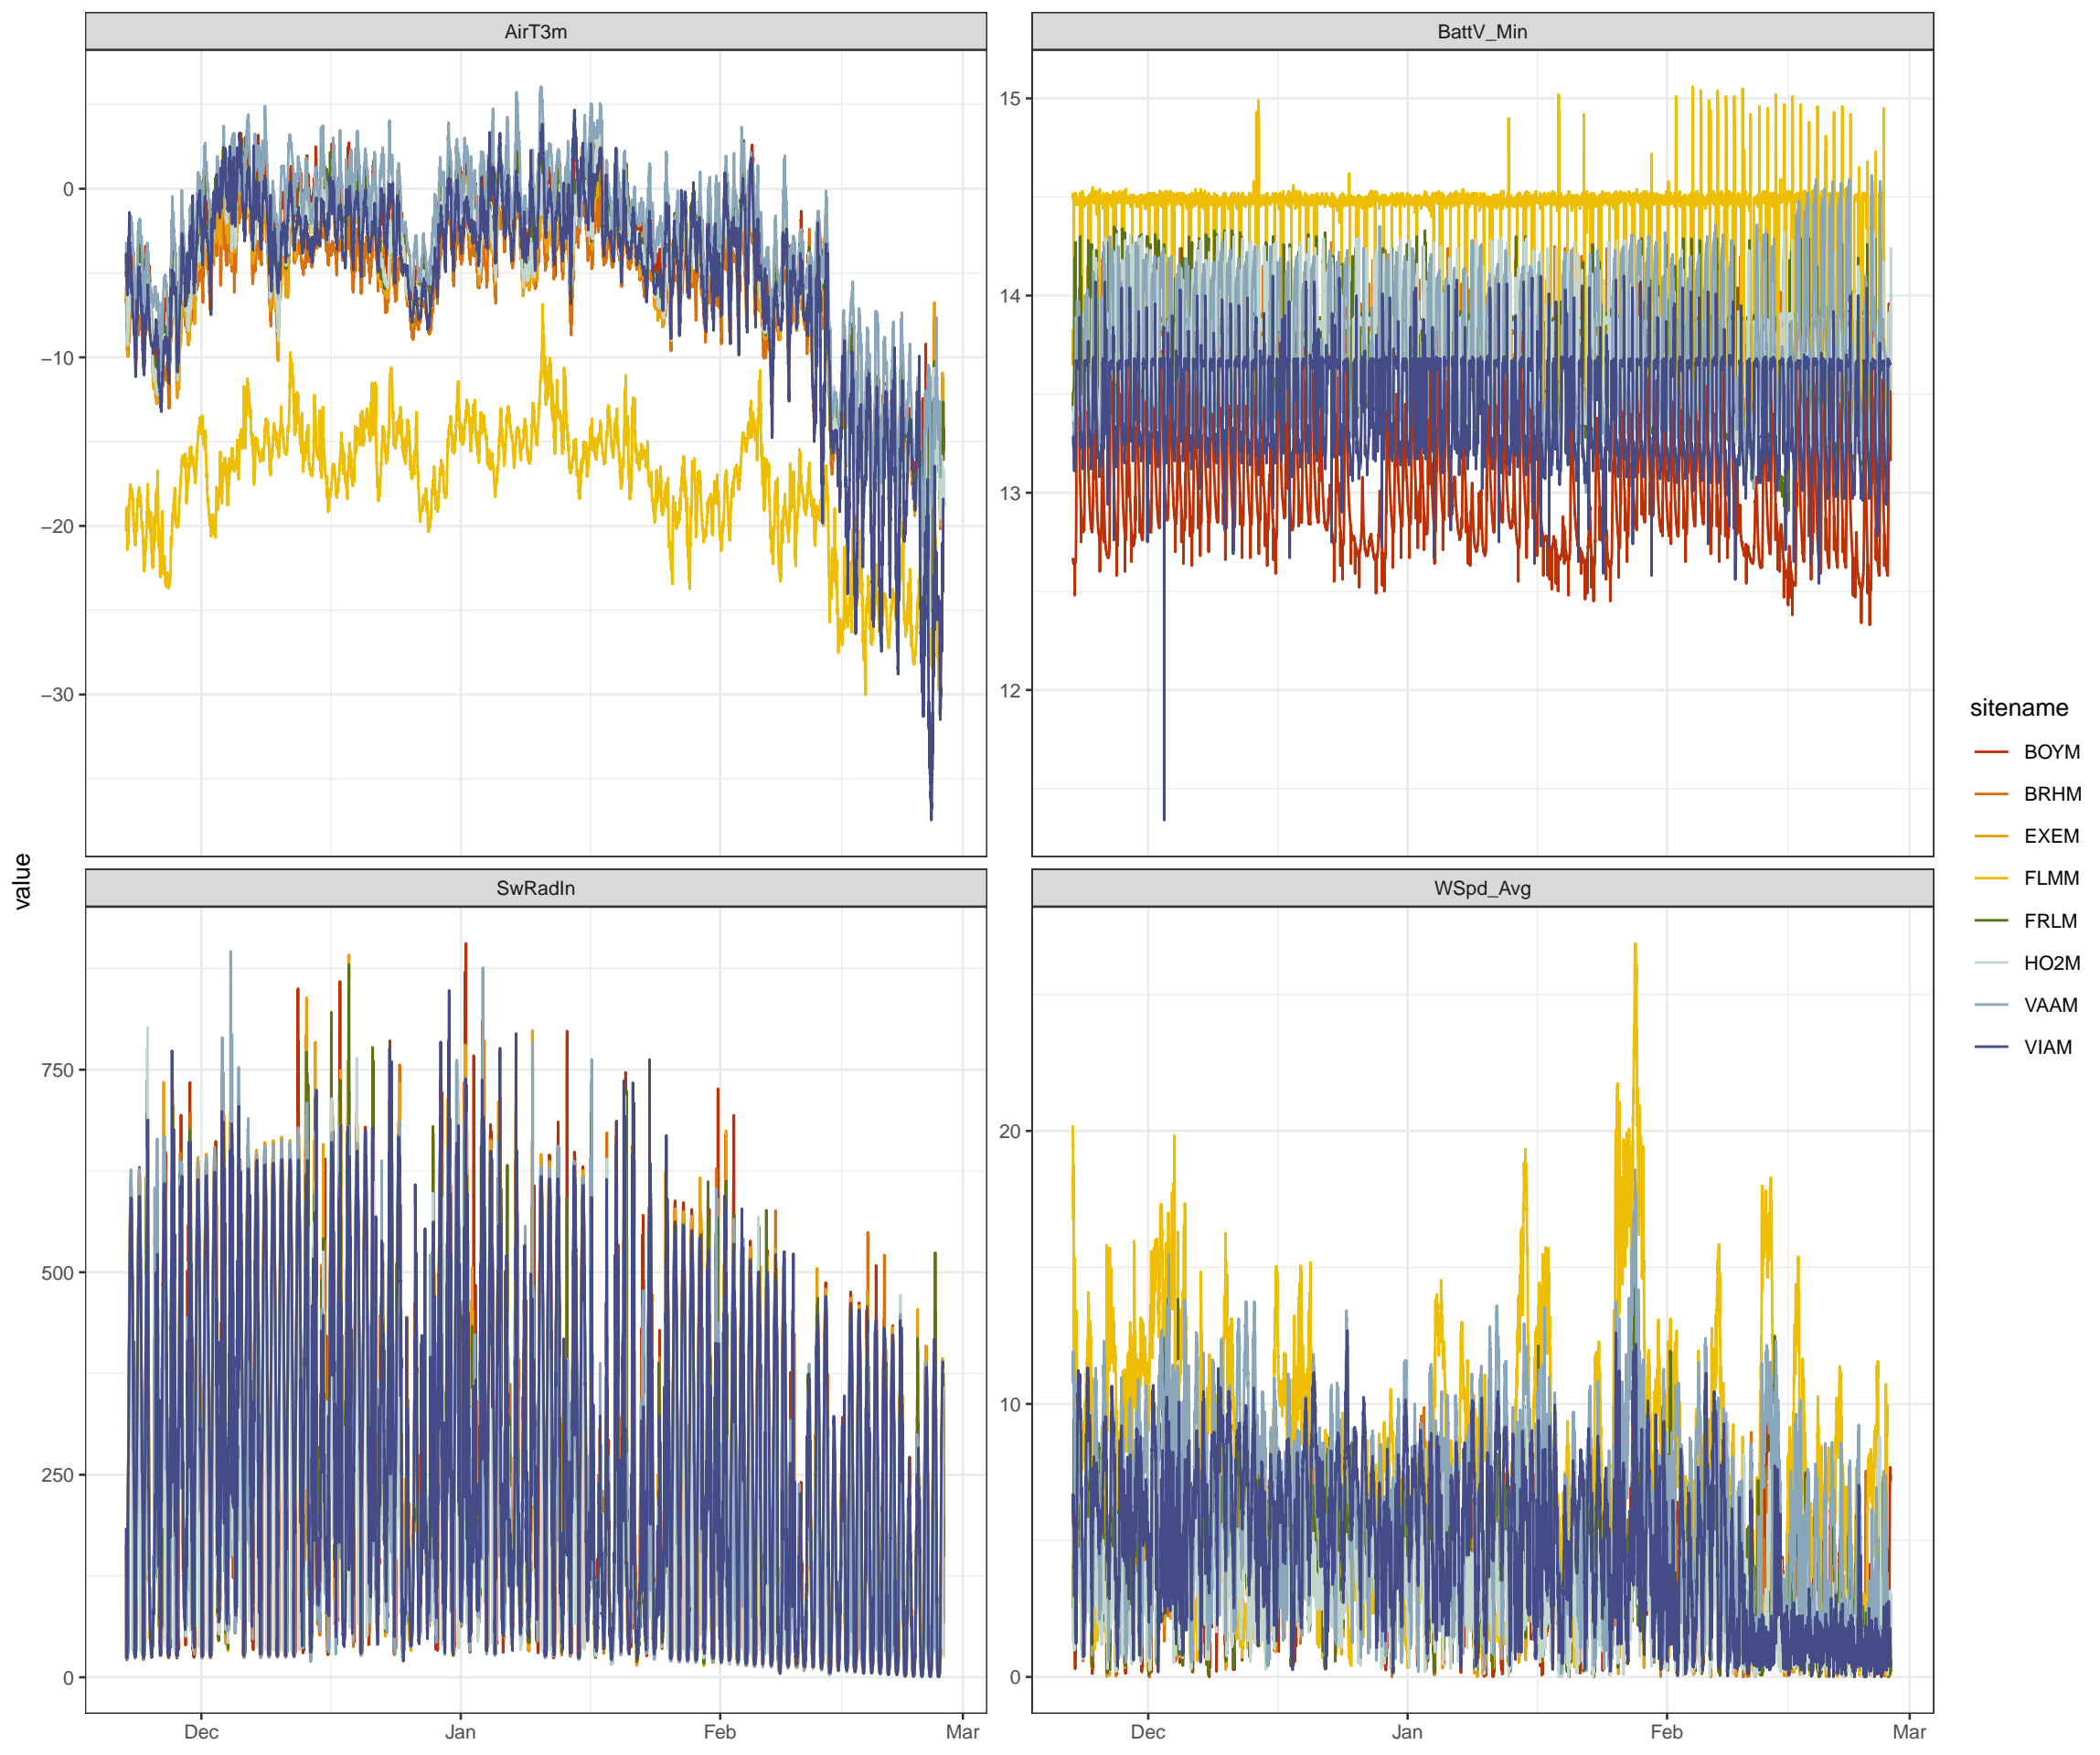 AirT3m
BattV_Min
0
−10
−20
−30
15
14
13
12
value
SwRadIn
WSpd_Avg
750
500
250
0
20
10
0
Dec
Jan
Feb
Mar
Dec
Jan
Feb
Mar
sitename
BOYM
BRHM
EXEM
FLMM
FRLM
HO2M
VAAM
VIAM